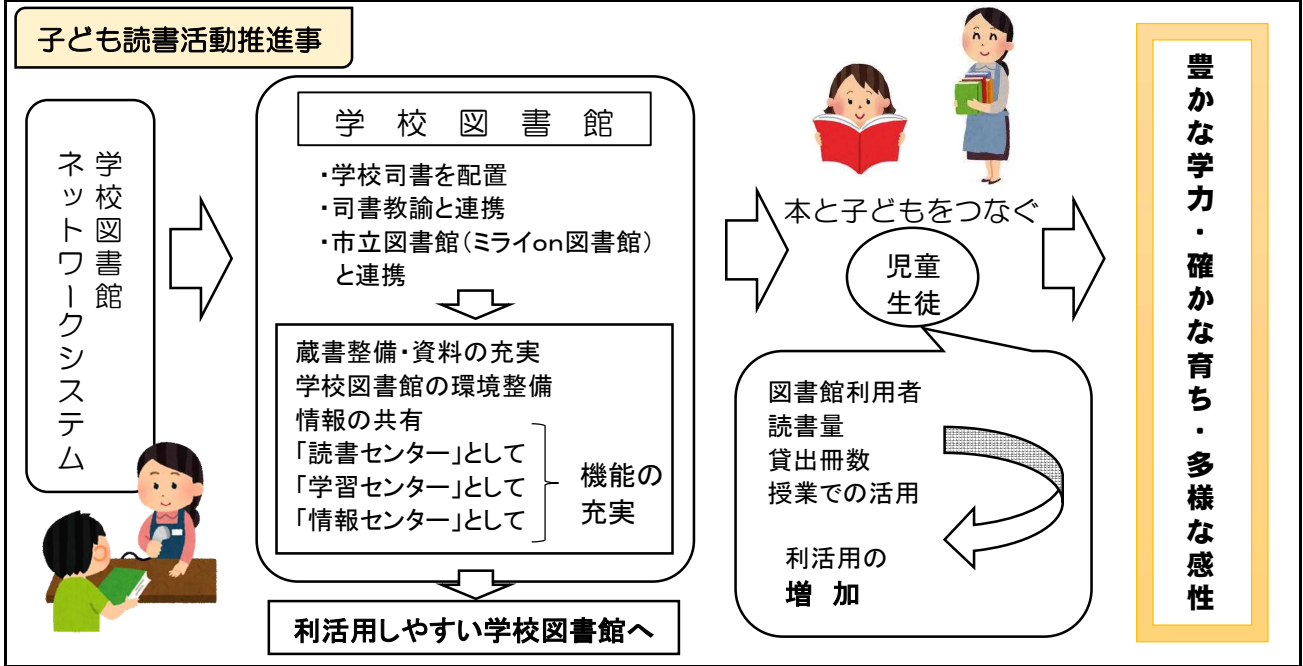 子ども読書活動推進事
学校図書館
ネットワークシステム
学校図書館
・学校司書を配置
・司書教諭と連携
・市立図書館(ミライon図書館)
と連携
蔵書整備・資料の充実
学校図書館の環境整備
情報の共有
「読書センター」として
「学習センター」として
「情報センター」として
機能の
充実
利活用しやすい学校図書館へ
本と子どもをつなぐ
児童
生徒
図書館利用者
読書量
貸出冊数
授業での活用
利活用の
増加
豊かな学力・確かな育ち・多様な感性